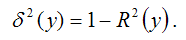 δ²(y) = 1 − R²(y).